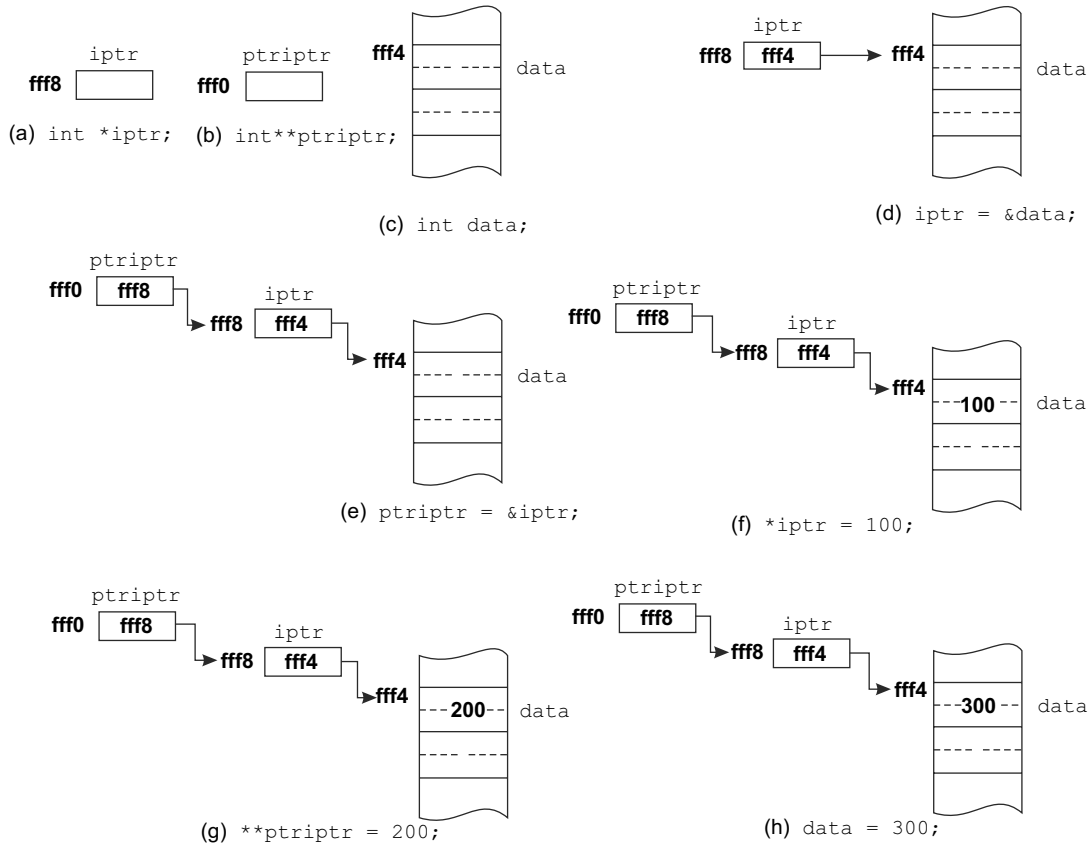 iptr
fff8
(a) int *iptr;
ptriptr
fff0
(b) int**ptriptr;
fff4
data
(c) int data;
iptr
fff8 fff4 fff4
data
(d) iptr = &data;
ptriptr
fff0 fff8
iptr
fff8 fff4
fff4
data
(e) ptriptr = &iptr;
ptriptr
fff0 fff8
iptr
fff8 fff4
fff4
100
data
(f) *iptr = 100;
ptriptr
fff0 fff8
iptr
fff8 fff4
fff4
200
data
(g) **ptriptr = 200;
ptriptr
fff0 fff8
iptr
fff8 fff4
fff4
300
data
(h) data = 300;